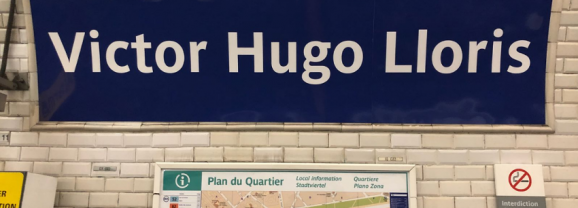 Victor Hugo Lloris
i Plan du Quartier
Local information
Stadtviertel
Quartiere
Plano Zona
Interdiction